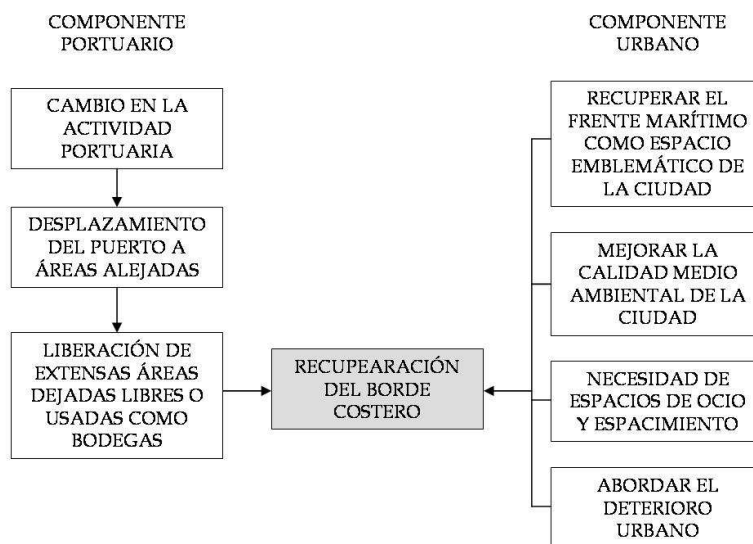 COMPONENTE
PORTUARIO
CAMBIO EN LA
ACTIVIDAD
PORTUARIA
DESPLAZAMIENTO
DEL PUERTO A
ÁREAS ALEJADAS
LIBERACIÓN DE
EXTENSAS ÁREAS
DEJADAS LIBRES O
USADAS COMO
BODEGAS
RECUPEARACIÓN
DEL BORDE
COSTERO
COMPONENTE
URBANO
RECUPERAR EL
FRENTE MARÍTIMO
COMO ESPACIO
EMBLEMÁTICO DE
LA CIUDAD
MEJORAR LA
CALIDAD MEDIO
AMBIENTAL DE LA
CIUDAD
NECESIDAD DE
ESPACIOS DE OCIO
Y ESPACIMIENTO
ABORDAR EL
DETERIORO
URBANO